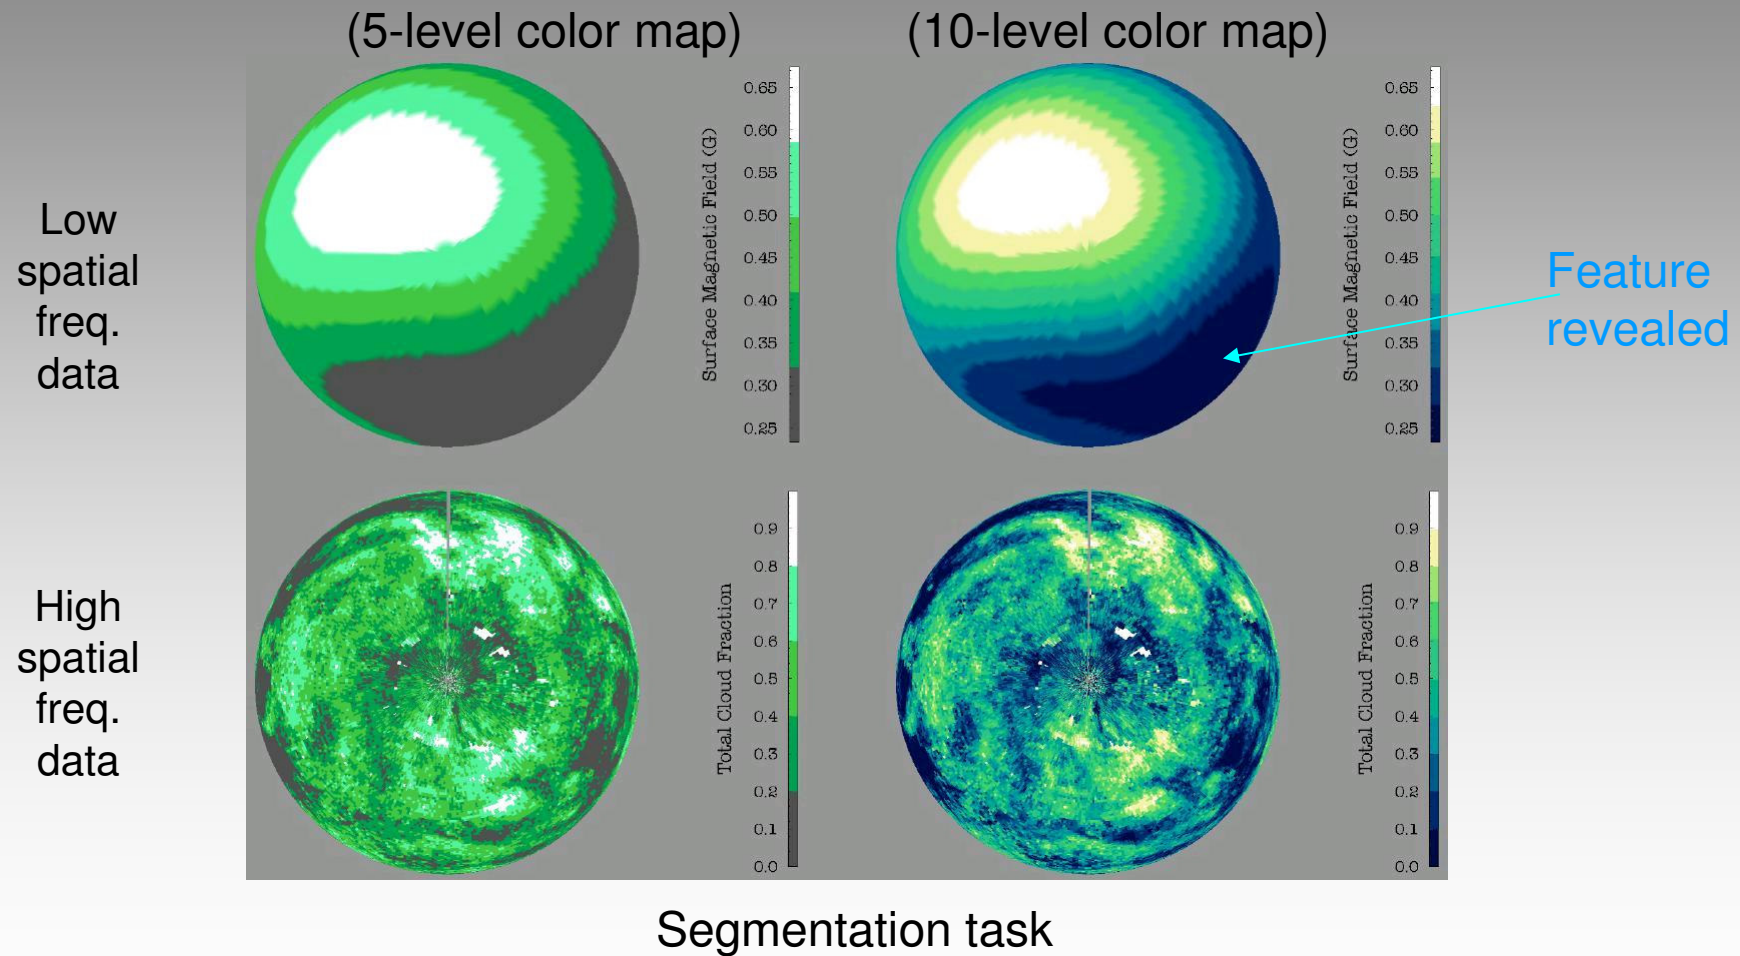 (5-level color map)
(10-level color map)
Low
spatial
freq.
data
0.65
0.60
0.55
0.50
0.45
0.40
0.35
0.30
0.25
Surface Magnetic Field (G)
0.65
0.60
0.55
0.50
0.45
0.40
0.35
0.30
0.25
Surface Magnetic Field (G)
Feature
revealed
High
spatial
freq.
data
0.9
0.8
0.7
0.6
0.5
0.4
0.3
0.2
0.1
0.0
Total Cloud Fraction
0.9
0.8
0.7
0.6
0.5
0.4
0.3
0.2
0.1
0.0
Total Cloud Fraction
Segmentation task